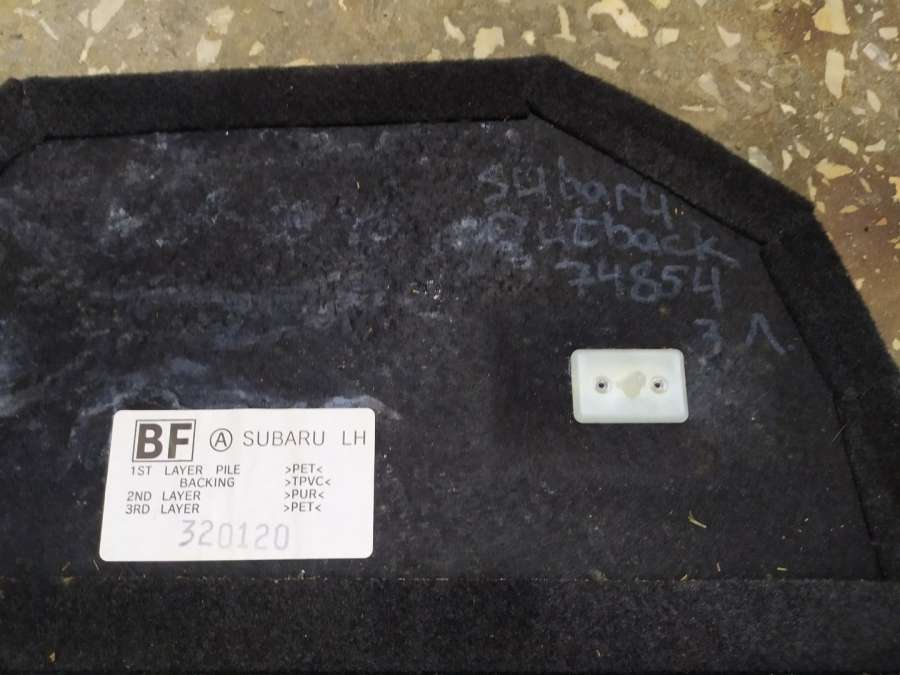 Subaru
Outback
74854
3 Л
BF Ⓐ SUBARU LH
1ST LAYER PILE >PET<
BACKING >TPVC<
2ND LAYER >PUR<
3RD LAYER >PET<
320120